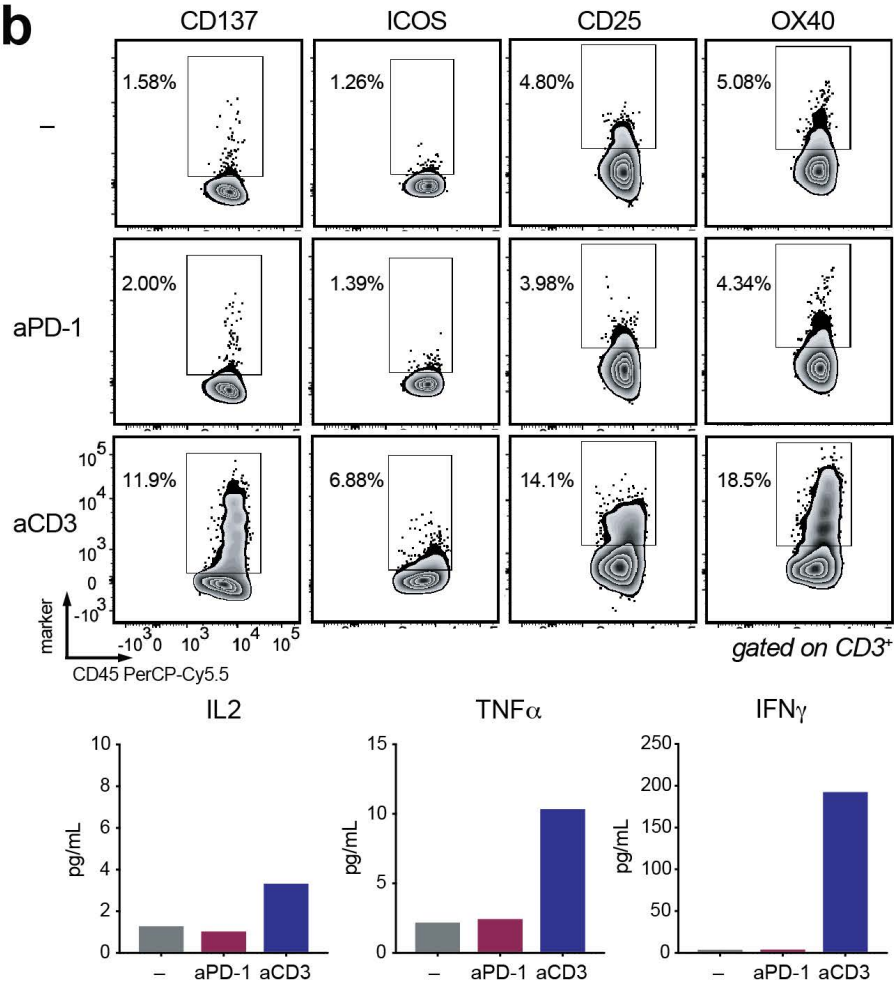 b
CD137 ICOS CD25 OX40
– 1.58% 1.26% 4.80% 5.08%
aPD-1 2.00% 1.39% 3.98% 4.34%
aCD3 11.9% 6.88% 14.1% 18.5%
10⁵
10⁴
10³
0
-10³
-10³ 0 10³ 10⁴ 10⁵
marker
CD45 PerCP-Cy5.5
gated on CD3⁺
IL2 TNFα IFNγ
pg/mL
10
8
6
4
2
0
– aPD-1 aCD3
pg/mL
15
10
5
0
– aPD-1 aCD3
pg/mL
250
200
150
100
50
0
– aPD-1 aCD3